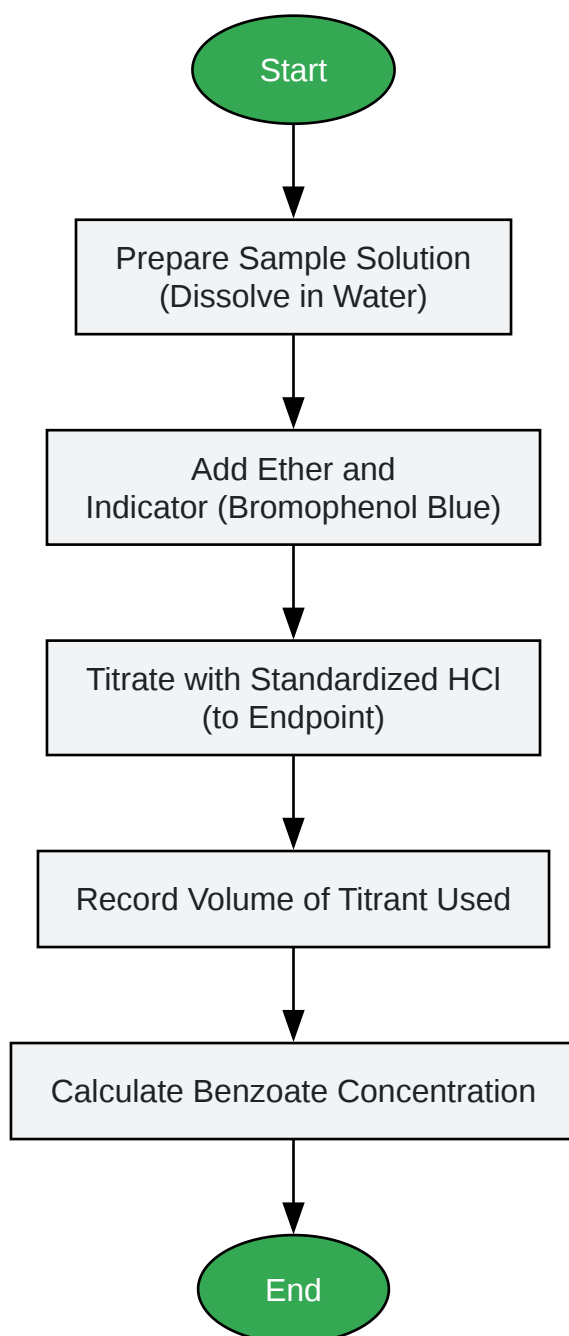 Start
Prepare Sample Solution
(Dissolve in Water)
Add Ether and
Indicator (Bromophenol Blue)
Titrate with Standardized HCl
(to Endpoint)
Record Volume of Titrant Used
Calculate Benzoate Concentration
End